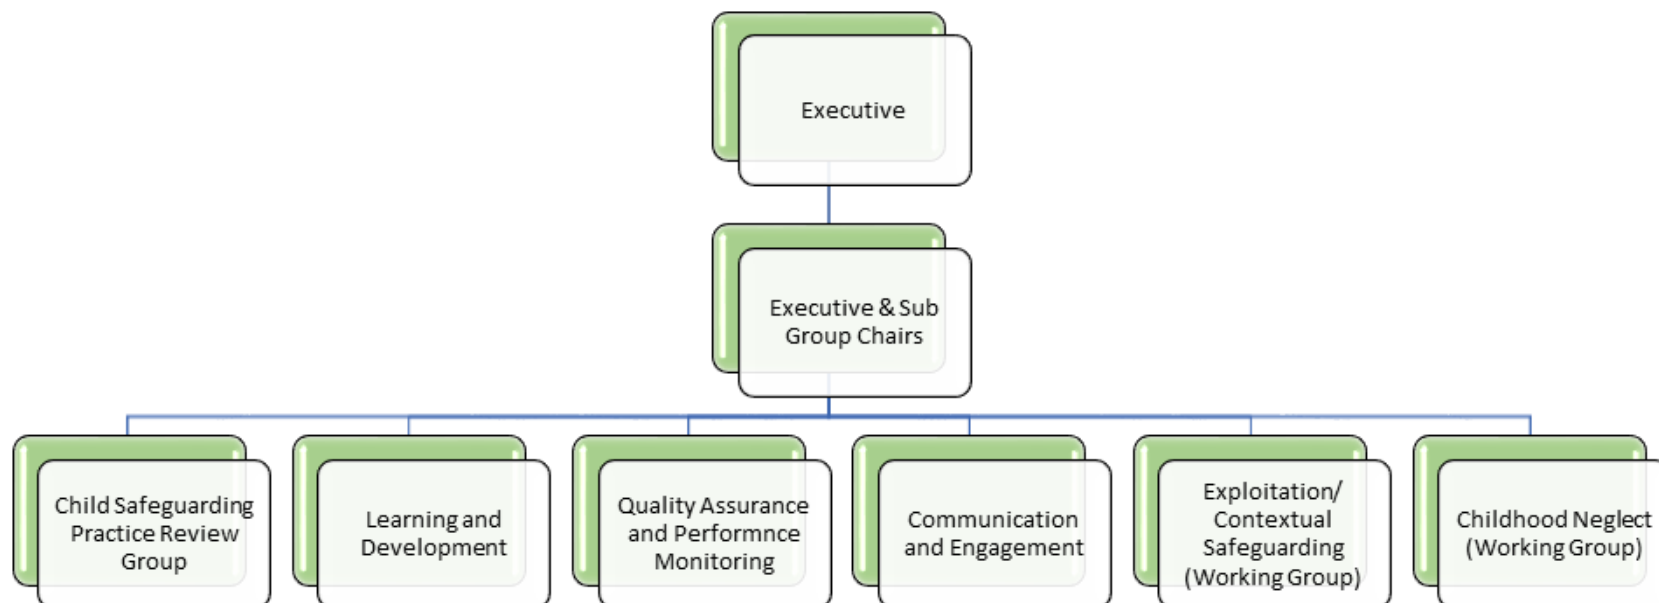 Executive
Executive & Sub
Group Chairs
Child Safeguarding
Practice Review
Group
Learning and
Development
Quality Assurance
and Performnce
Monitoring
Communication
and Engagement
Exploitation/
Contextual
Safeguarding
(Working Group)
Childhood Neglect
(Working Group)